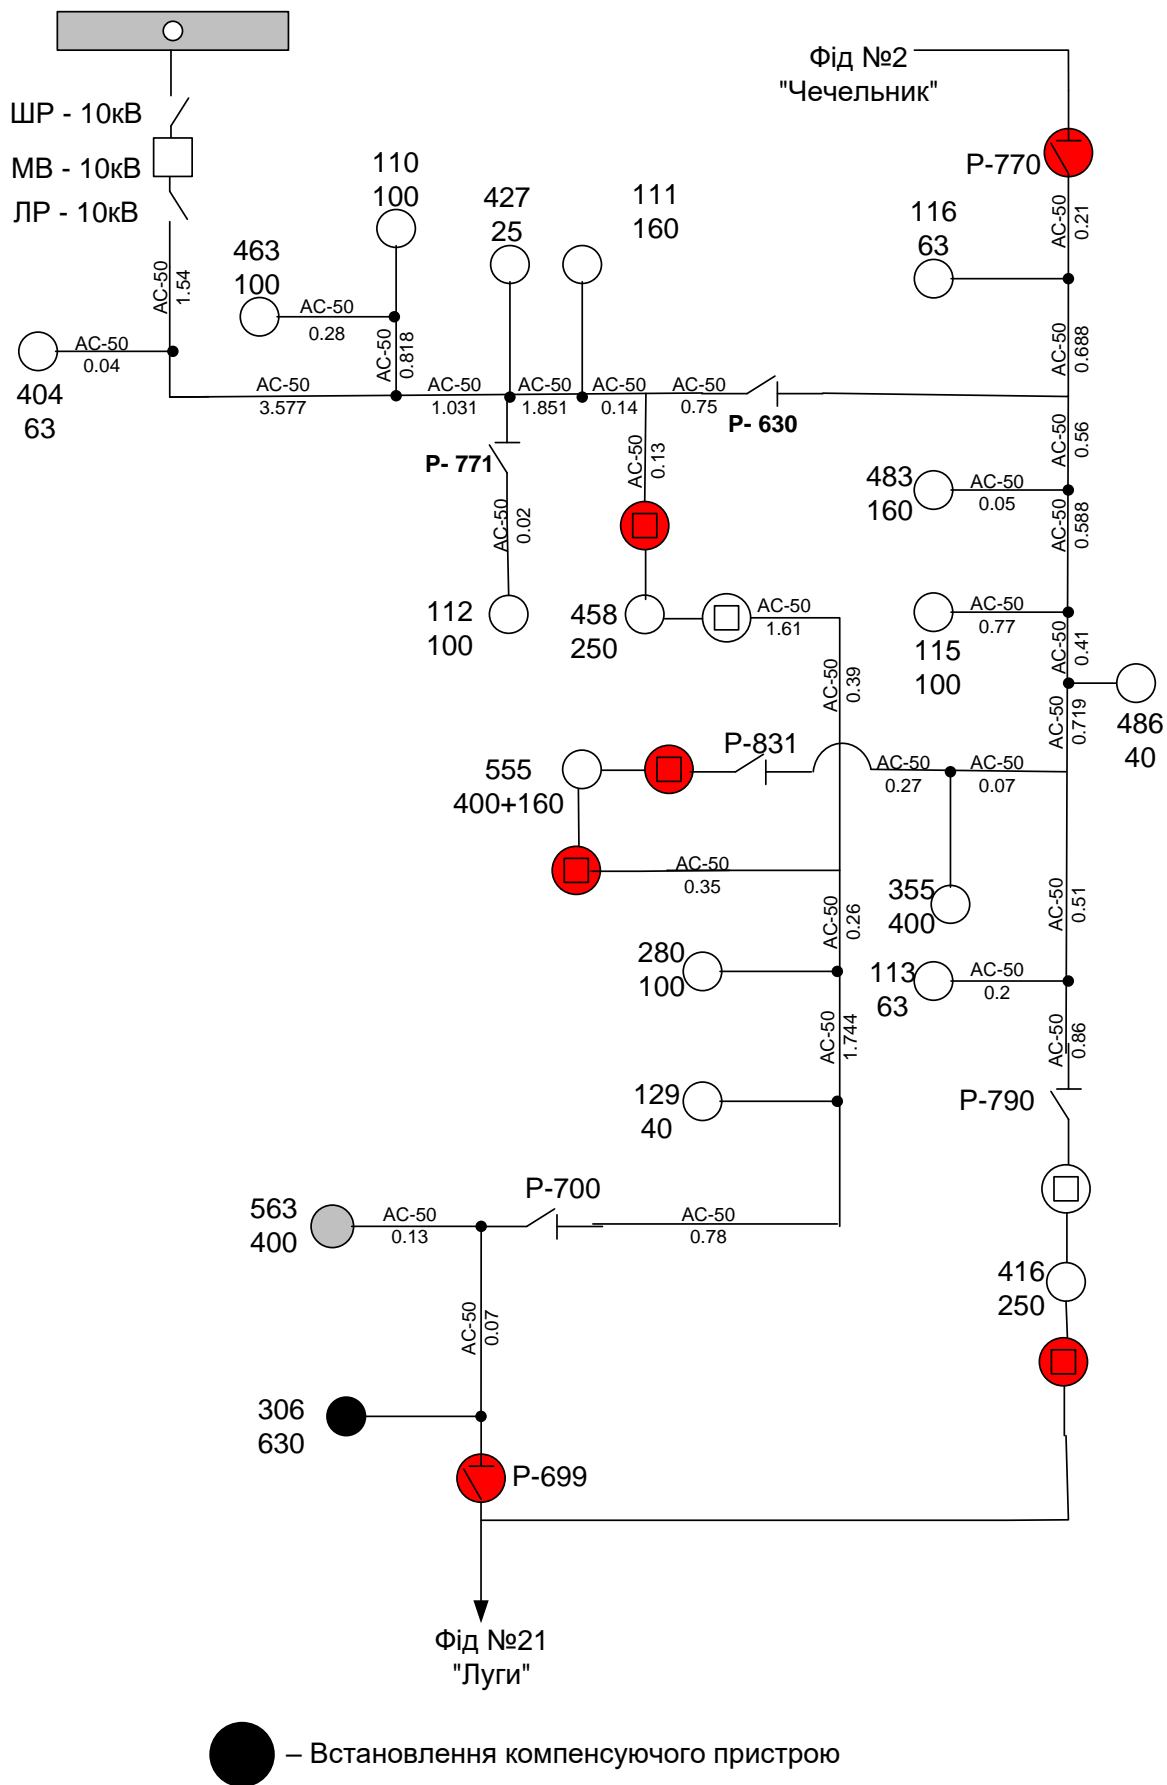 Фід №2
"Чечельник"
ШР - 10кВ
МВ - 10кВ
ЛР - 10кВ
Р-770
АС-50
0.21
110
100
427
25
111
160
116
63
463
100
АС-50
1.54
АС-50
0.28
АС-50
0.818
АС-50
0.688
АС-50
0.04
404
63
АС-50
3.577
АС-50
1.031
АС-50
1.851
АС-50
0.14
АС-50
0.75
Р- 630
Р- 771
АС-50
0.13
АС-50
0.56
483
160
АС-50
0.05
АС-50
0.02
АС-50
0.588
112
100
458
250
АС-50
1.61
АС-50
0.77
115
100
АС-50
0.41
АС-50
0.39
АС-50
0.719
486
40
Р-831
555
400+160
АС-50
0.27
АС-50
0.07
АС-50
0.35
355
400
АС-50
0.51
АС-50
0.26
280
100
113
63
АС-50
0.2
АС-50
1.744
АС-50
0.86
129
40
Р-790
Р-700
563
400
АС-50
0.13
АС-50
0.78
416
250
АС-50
0.07
306
630
Р-699
Фід №21
"Луги"
– Встановлення компенсуючого пристрою